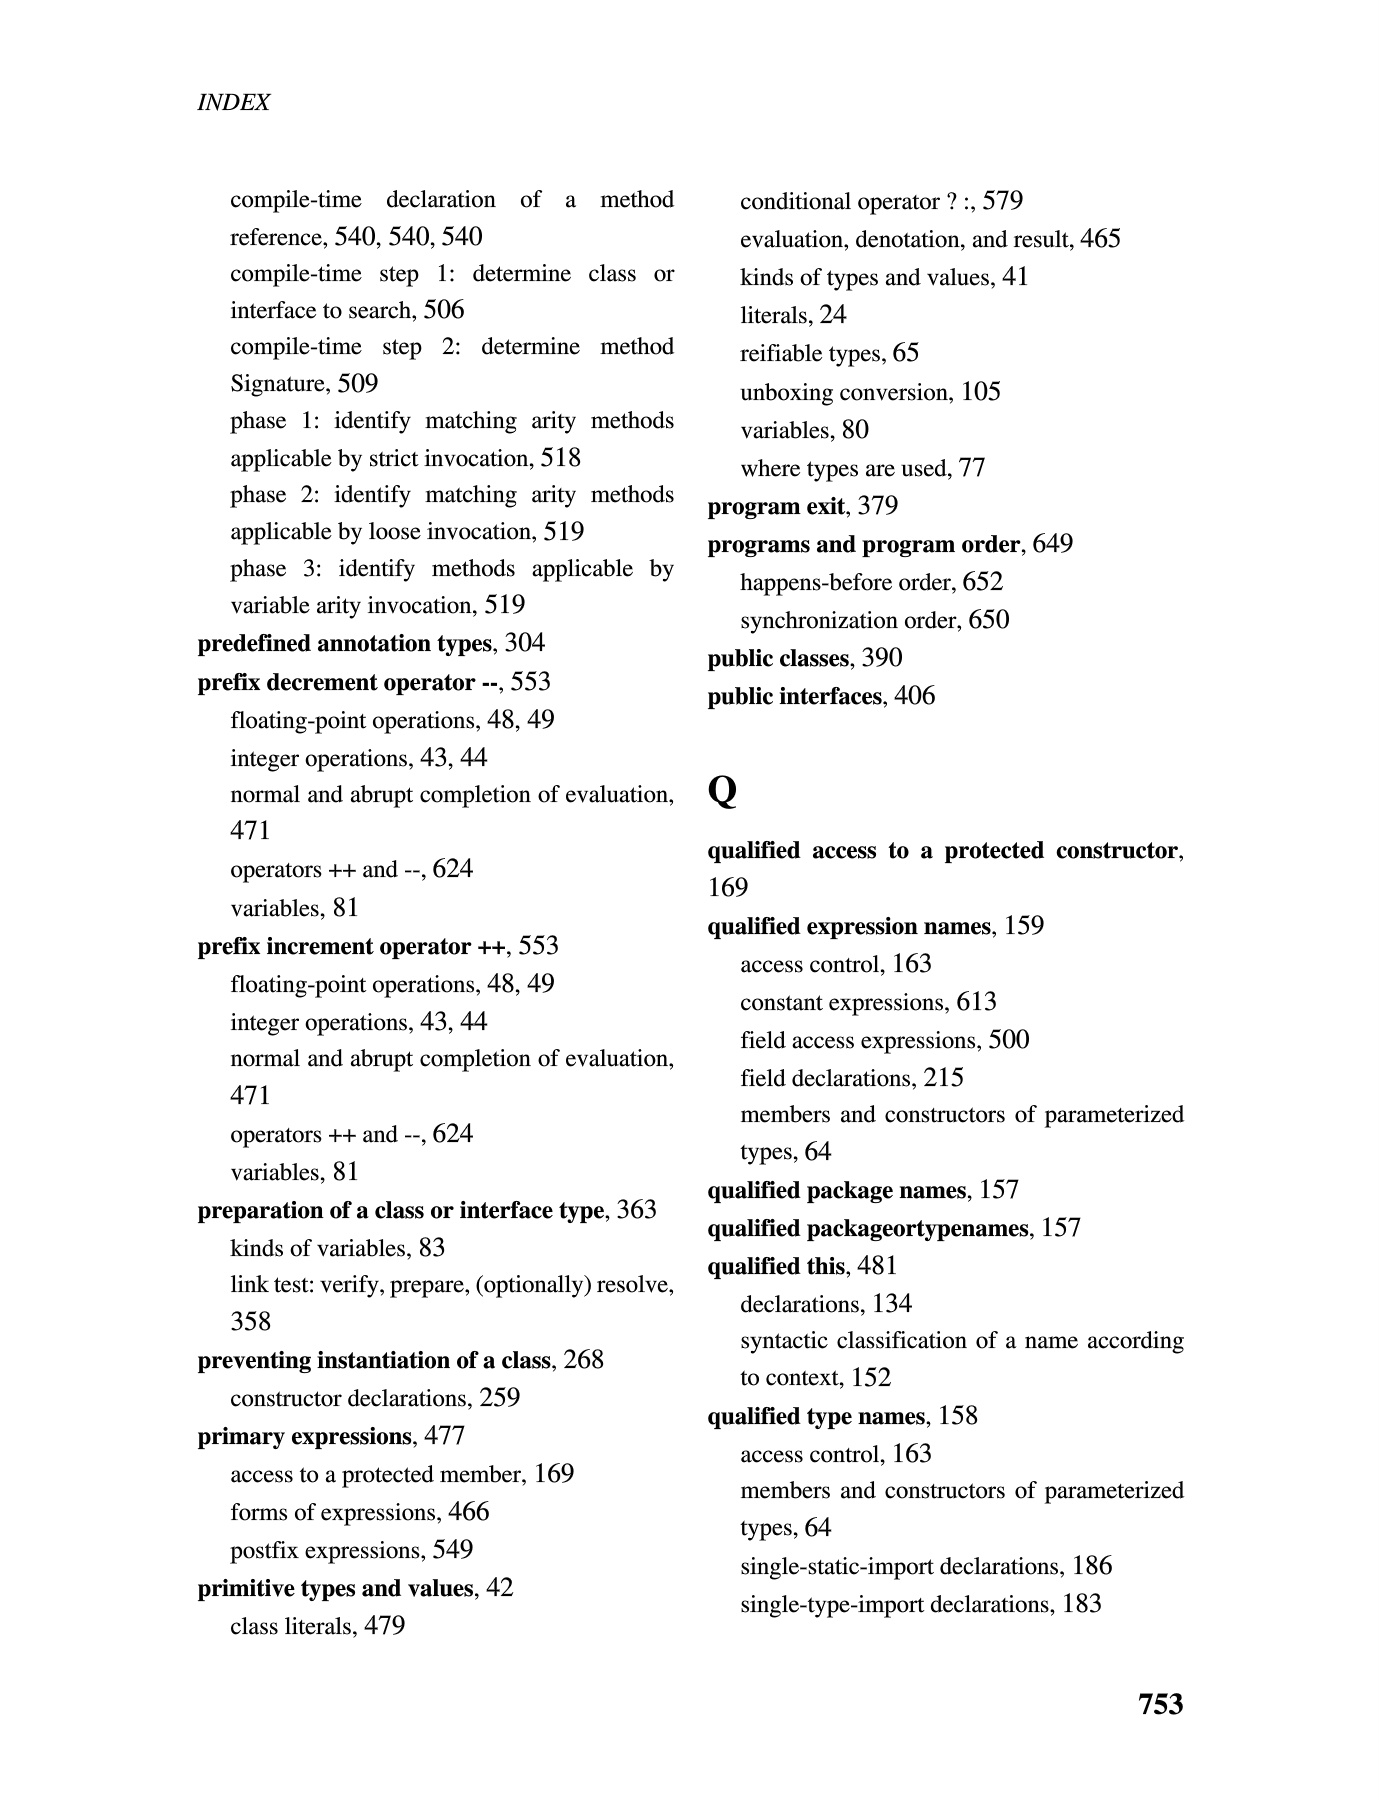 INDEX
compile-time declaration of a method
reference, 540, 540, 540
compile-time step 1: determine class or
interface to search, 506
compile-time step 2: determine method
Signature, 509
phase 1: identify matching arity methods
applicable by strict invocation, 518
phase 2: identify matching arity methods
applicable by loose invocation, 519
phase 3: identify methods applicable by
variable arity invocation, 519
predefined annotation types, 304
prefix decrement operator --, 553
floating-point operations, 48, 49
integer operations, 43, 44
normal and abrupt completion of evaluation,
471
operators ++ and --, 624
variables, 81
prefix increment operator ++, 553
floating-point operations, 48, 49
integer operations, 43, 44
normal and abrupt completion of evaluation,
471
operators ++ and --, 624
variables, 81
preparation of a class or interface type, 363
kinds of variables, 83
link test: verify, prepare, (optionally) resolve,
358
preventing instantiation of a class, 268
constructor declarations, 259
primary expressions, 477
access to a protected member, 169
forms of expressions, 466
postfix expressions, 549
primitive types and values, 42
class literals, 479
conditional operator ? :, 579
evaluation, denotation, and result, 465
kinds of types and values, 41
literals, 24
reifiable types, 65
unboxing conversion, 105
variables, 80
where types are used, 77
program exit, 379
programs and program order, 649
happens-before order, 652
synchronization order, 650
public classes, 390
public interfaces, 406
Q
qualified access to a protected constructor,
169
qualified expression names, 159
access control, 163
constant expressions, 613
field access expressions, 500
field declarations, 215
members and constructors of parameterized
types, 64
qualified package names, 157
qualified packageortypenames, 157
qualified this, 481
declarations, 134
syntactic classification of a name according
to context, 152
qualified type names, 158
access control, 163
members and constructors of parameterized
types, 64
single-static-import declarations, 186
single-type-import declarations, 183
753